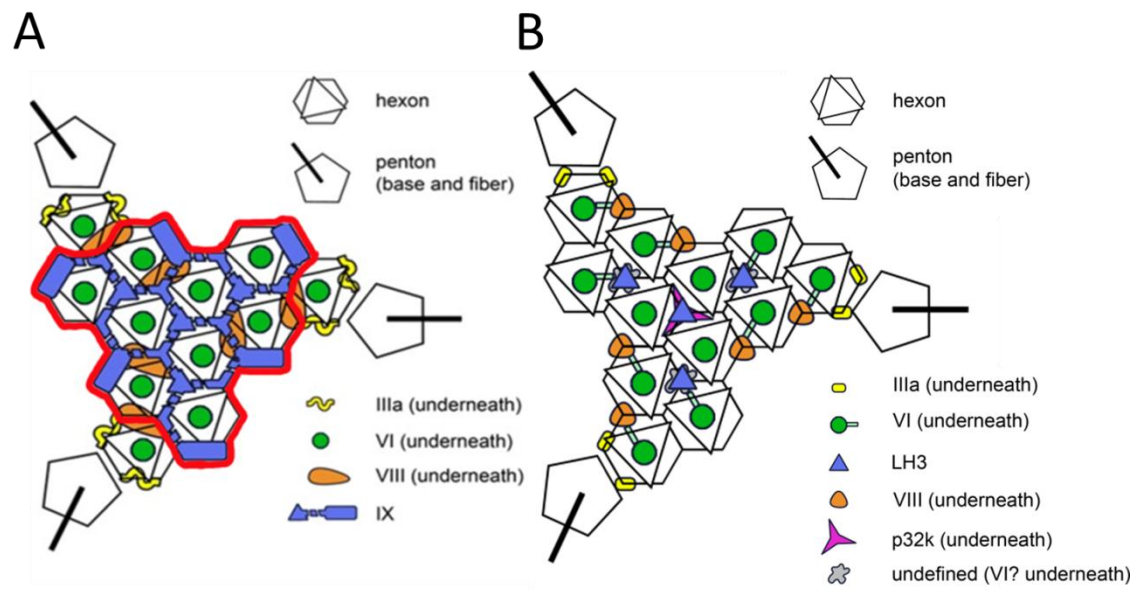 A
hexon
penton
(base and fiber)
IIIa (underneath)
VI (underneath)
VIII (underneath)
IX
B
hexon
penton
(base and fiber)
IIIa (underneath)
VI (underneath)
LH3
VIII (underneath)
p32k (underneath)
undefined (VI? underneath)